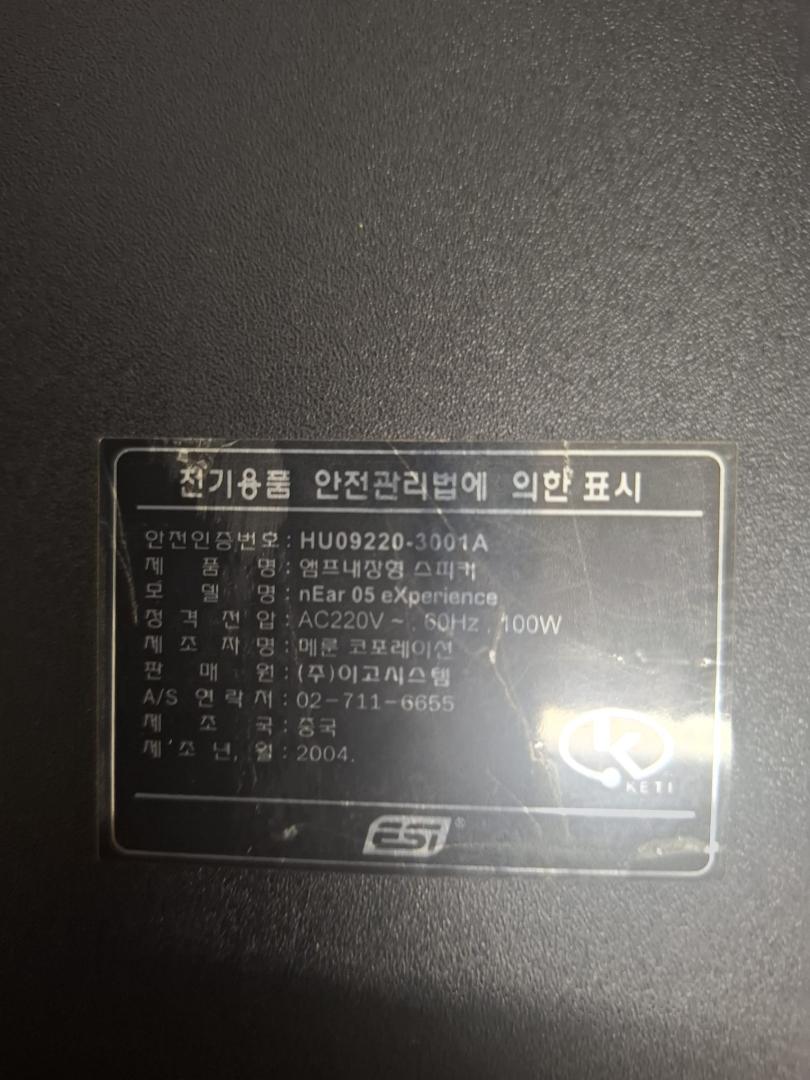 전기용품 안전관리법에 의한 표시
안전인증번호 : HU09220-3001A
제 품 명 : 앰프내장형 스피커
모 델 명 : nEar 05 eXperience
정 격 전 압 : AC220V ~ , 60Hz , 100W
제 조 자 명 : 메룬 코포레이션
판 매 원 : (주)이고시스템
A/S 연 락 처 : 02-711-6655
제 조 국 : 중국
제 조 년, 월 : 2004.
KETI
ESI®